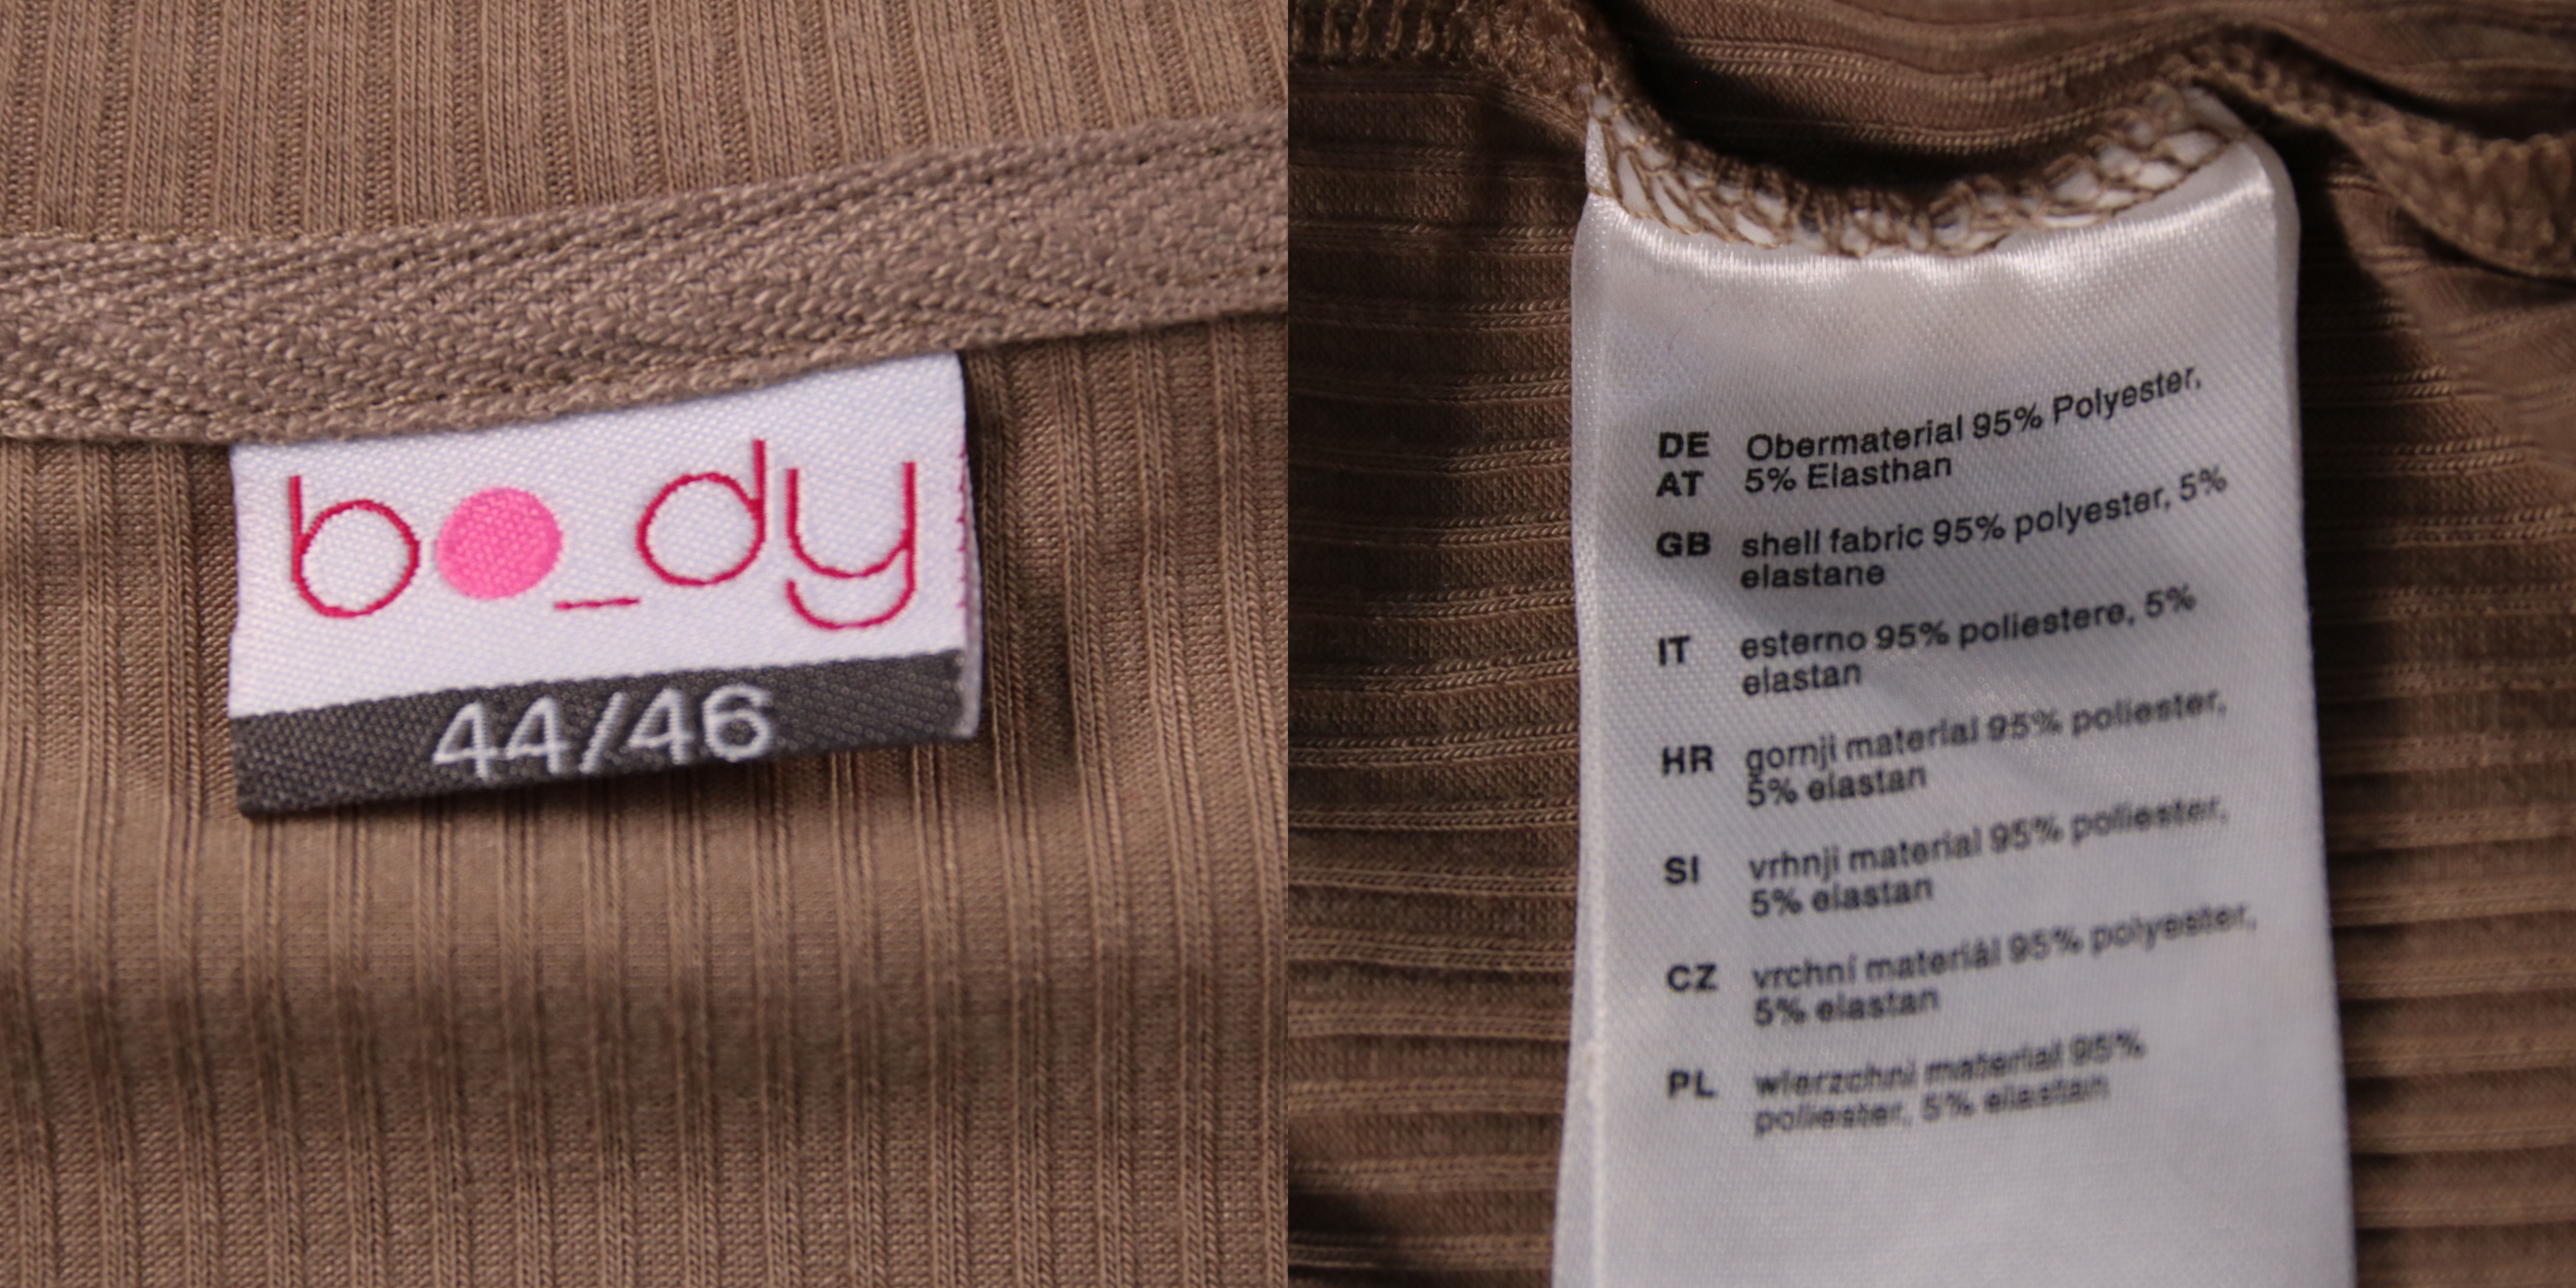 bo_dy
44/46
DE Obermaterial 95% Polyester,
AT 5% Elasthan
GB shell fabric 95% polyester, 5%
elastane
IT esterno 95% poliestere, 5%
elastan
HR gornji material 95% poliester,
5% elastan
SI vrhnji material 95% poliester,
5% elastan
CZ vrchní materiál 95% polyester,
5% elastan
PL wierzchni material 95%
poliester, 5% elastan